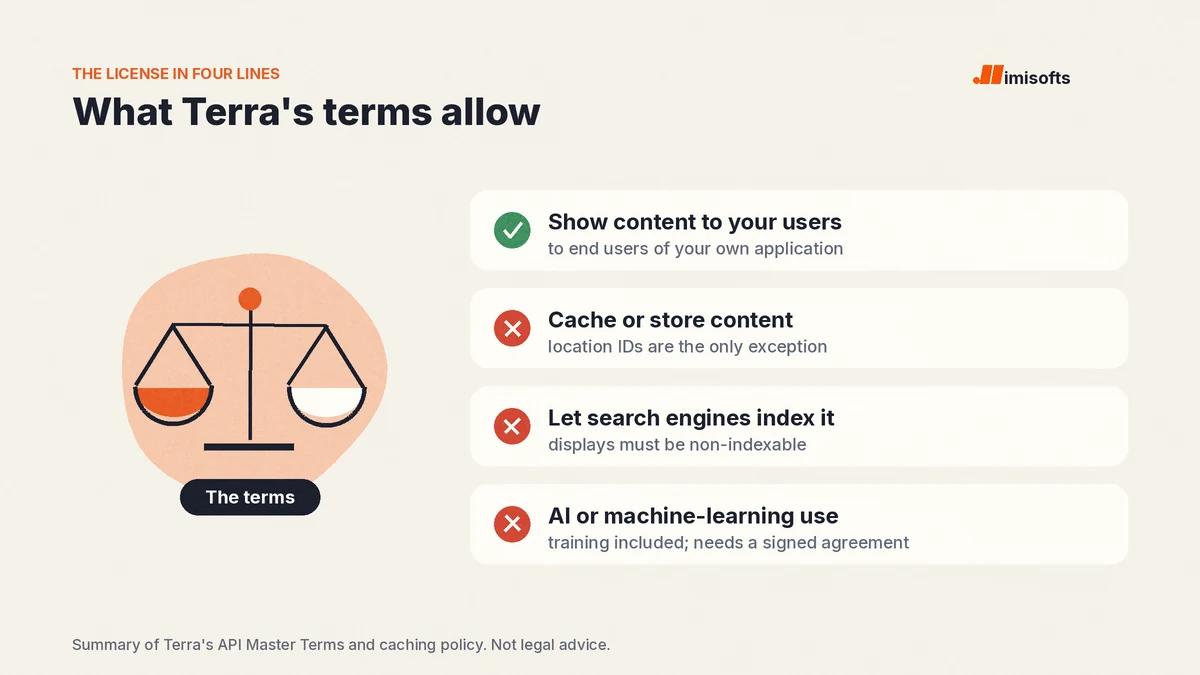 THE LICENSE IN FOUR LINES
What Terra's terms allow
imisofts
Show content to your users
to end users of your own application
Cache or store content
location IDs are the only exception
Let search engines index it
displays must be non-indexable
AI or machine-learning use
training included; needs a signed agreement
The terms
Summary of Terra's API Master Terms and caching policy. Not legal advice.